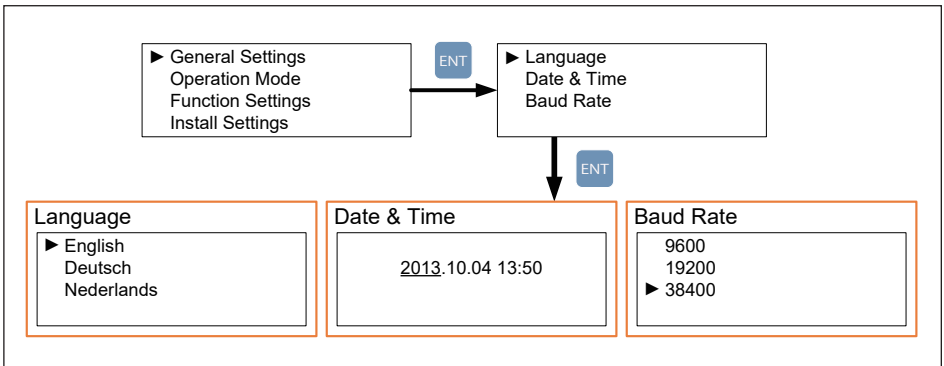 ► General Settings
Operation Mode
Function Settings
Install Settings
ENT
► Language
Date & Time
Baud Rate
ENT
Language
► English
Deutsch
Nederlands
Date & Time
2013.10.04 13:50
Baud Rate
9600
19200
► 38400